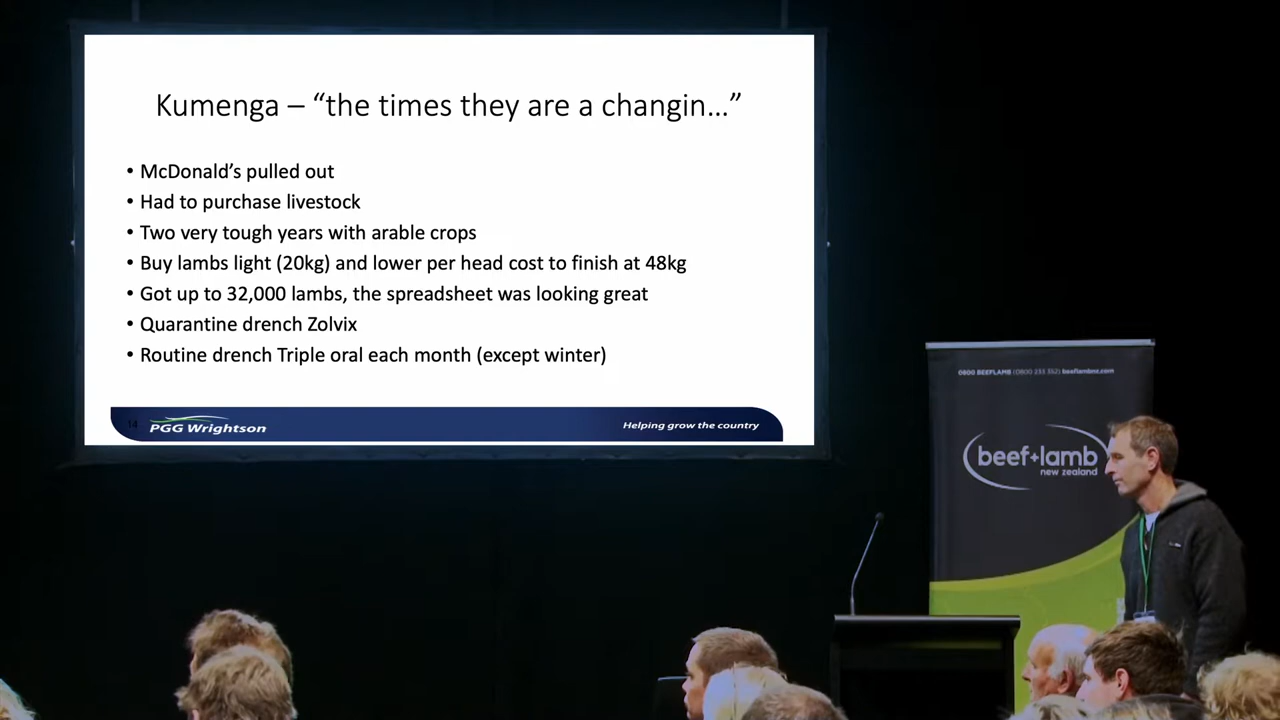 Kumenga – “the times they are a changin…”
• McDonald’s pulled out
• Had to purchase livestock
• Two very tough years with arable crops
• Buy lambs light (20kg) and lower per head cost to finish at 48kg
• Got up to 32,000 lambs, the spreadsheet was looking great
• Quarantine drench Zolvix
• Routine drench Triple oral each month (except winter)
14
PGG Wrightson
Helping grow the country
0800 BEEFLAMB (0800 233 352) beeflambnz.com
beef+lamb
new zealand